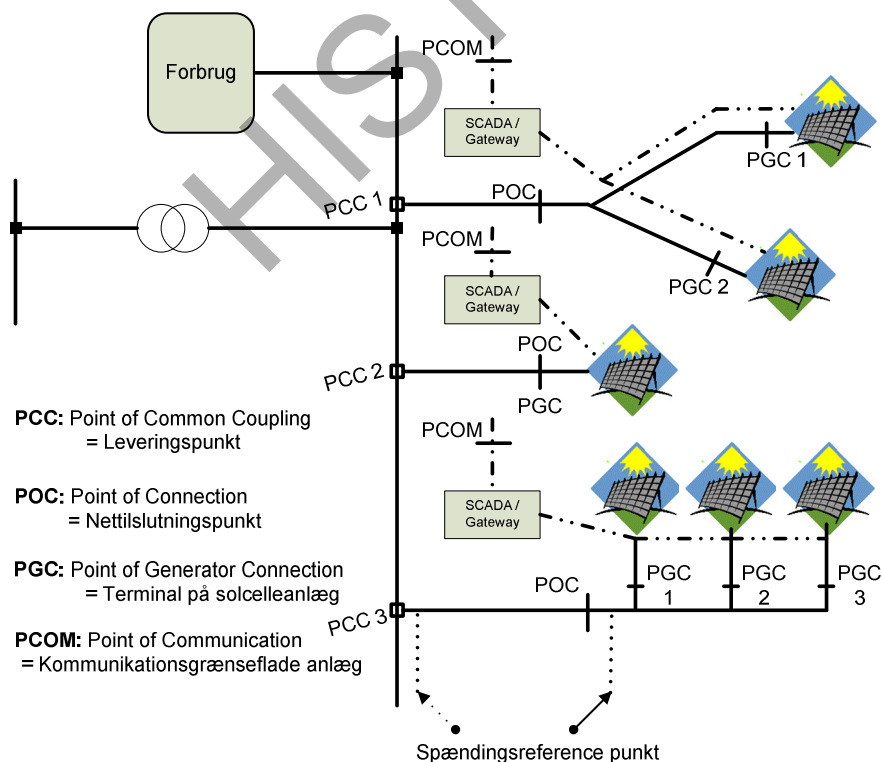 HIST
Forbrug
PCOM
SCADA /
Gateway
PGC 1
PCC 1
POC
PGC 2
PCOM
SCADA /
Gateway
POC
PCC 2
PGC
PCOM
PCC: Point of Common Coupling
= Leveringspunkt
SCADA /
Gateway
POC: Point of Connection
= Nettilslutningspunkt
PGC: Point of Generator Connection
= Terminal på solcelleanlæg
POC
PGC
1
PGC
2
PGC
3
PCC 3
PCOM: Point of Communication
= Kommunikationsgrænseflade anlæg
Spændingsreference punkt